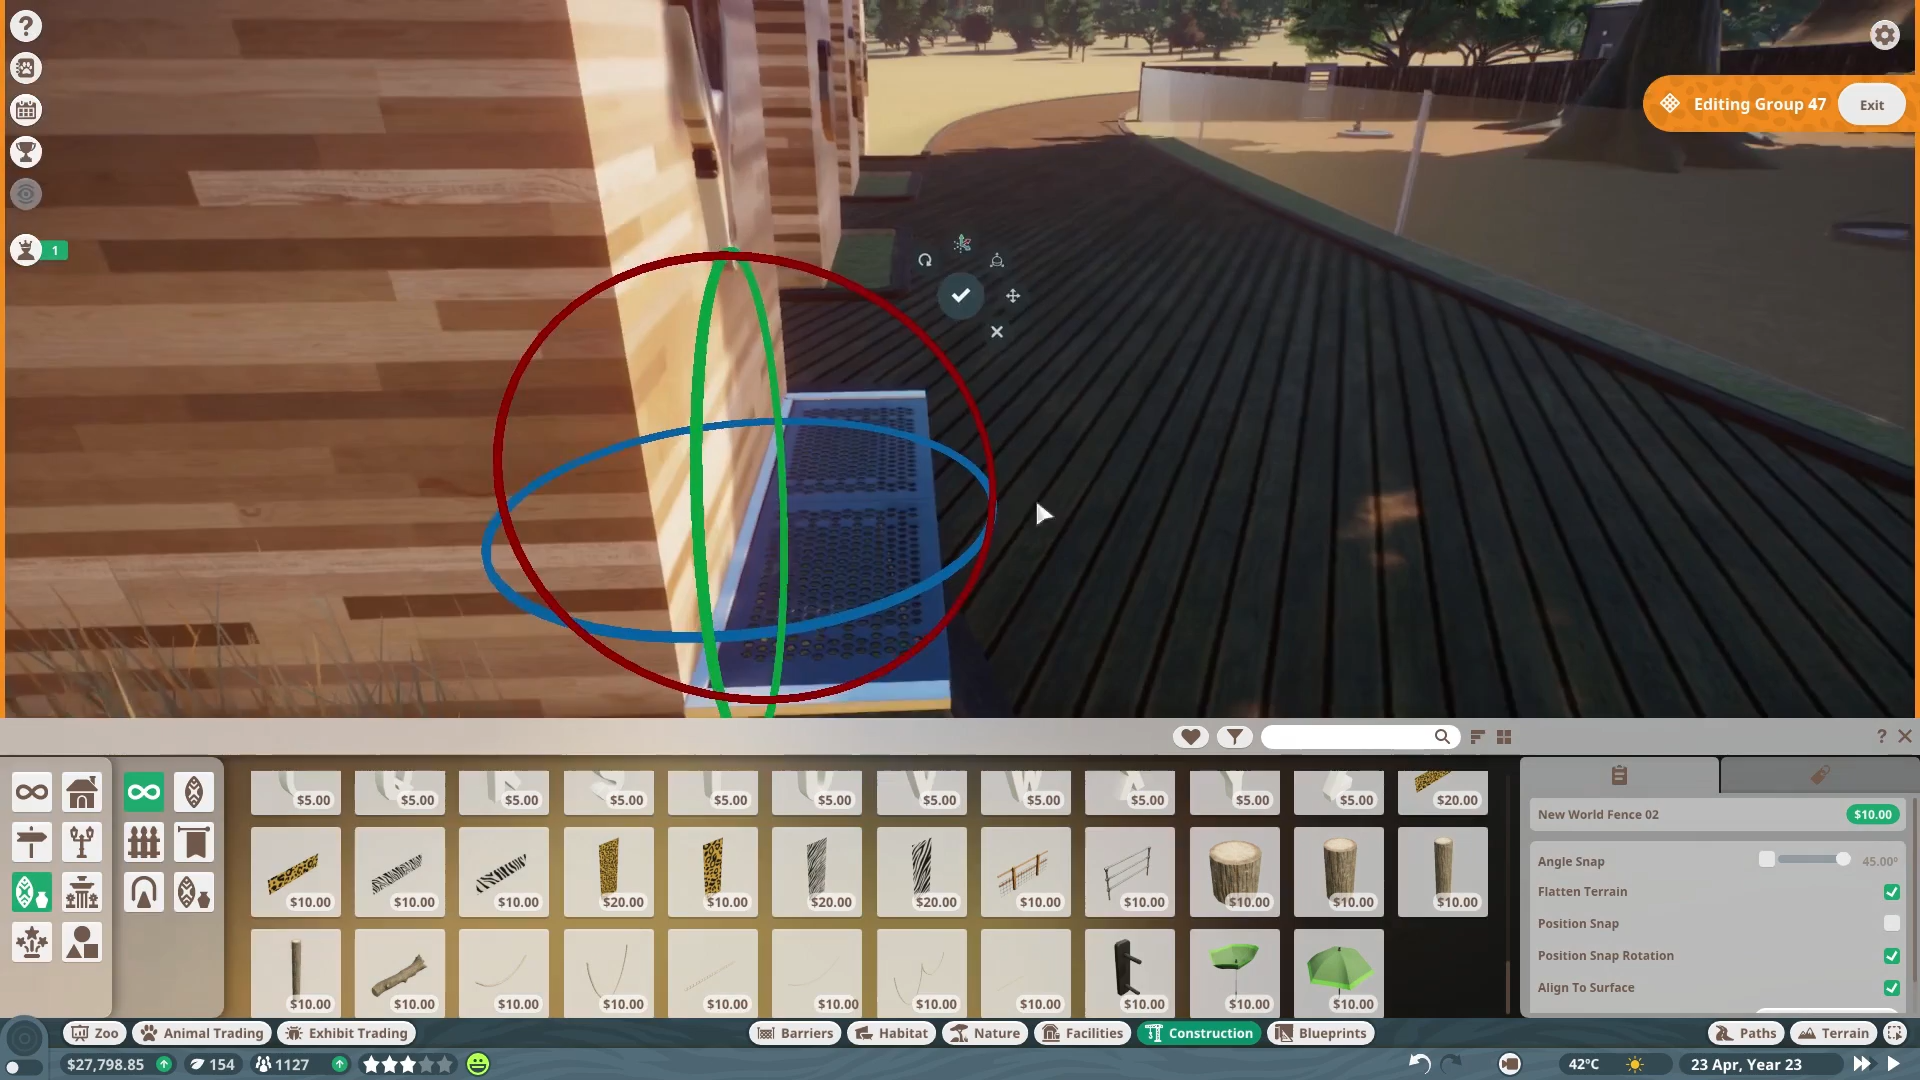 ?
Editing Group 47
Exit
1
?
$5.00 $5.00 $5.00 $5.00 $5.00 $5.00 $5.00 $5.00 $5.00 $5.00 $5.00 $20.00
New World Fence 02 $10.00
Angle Snap 45.00°
Flatten Terrain
$10.00 $10.00 $10.00 $20.00 $10.00 $20.00 $20.00 $10.00 $10.00 $10.00 $10.00 $10.00
Position Snap
Position Snap Rotation
Align To Surface
$10.00 $10.00 $10.00 $10.00 $10.00 $10.00 $10.00 $10.00 $10.00 $10.00 $10.00
Zoo Animal Trading Exhibit Trading Barriers Habitat Nature Facilities Construction Blueprints Paths Terrain
$27,798.85 154 1127 42°C 23 Apr, Year 23